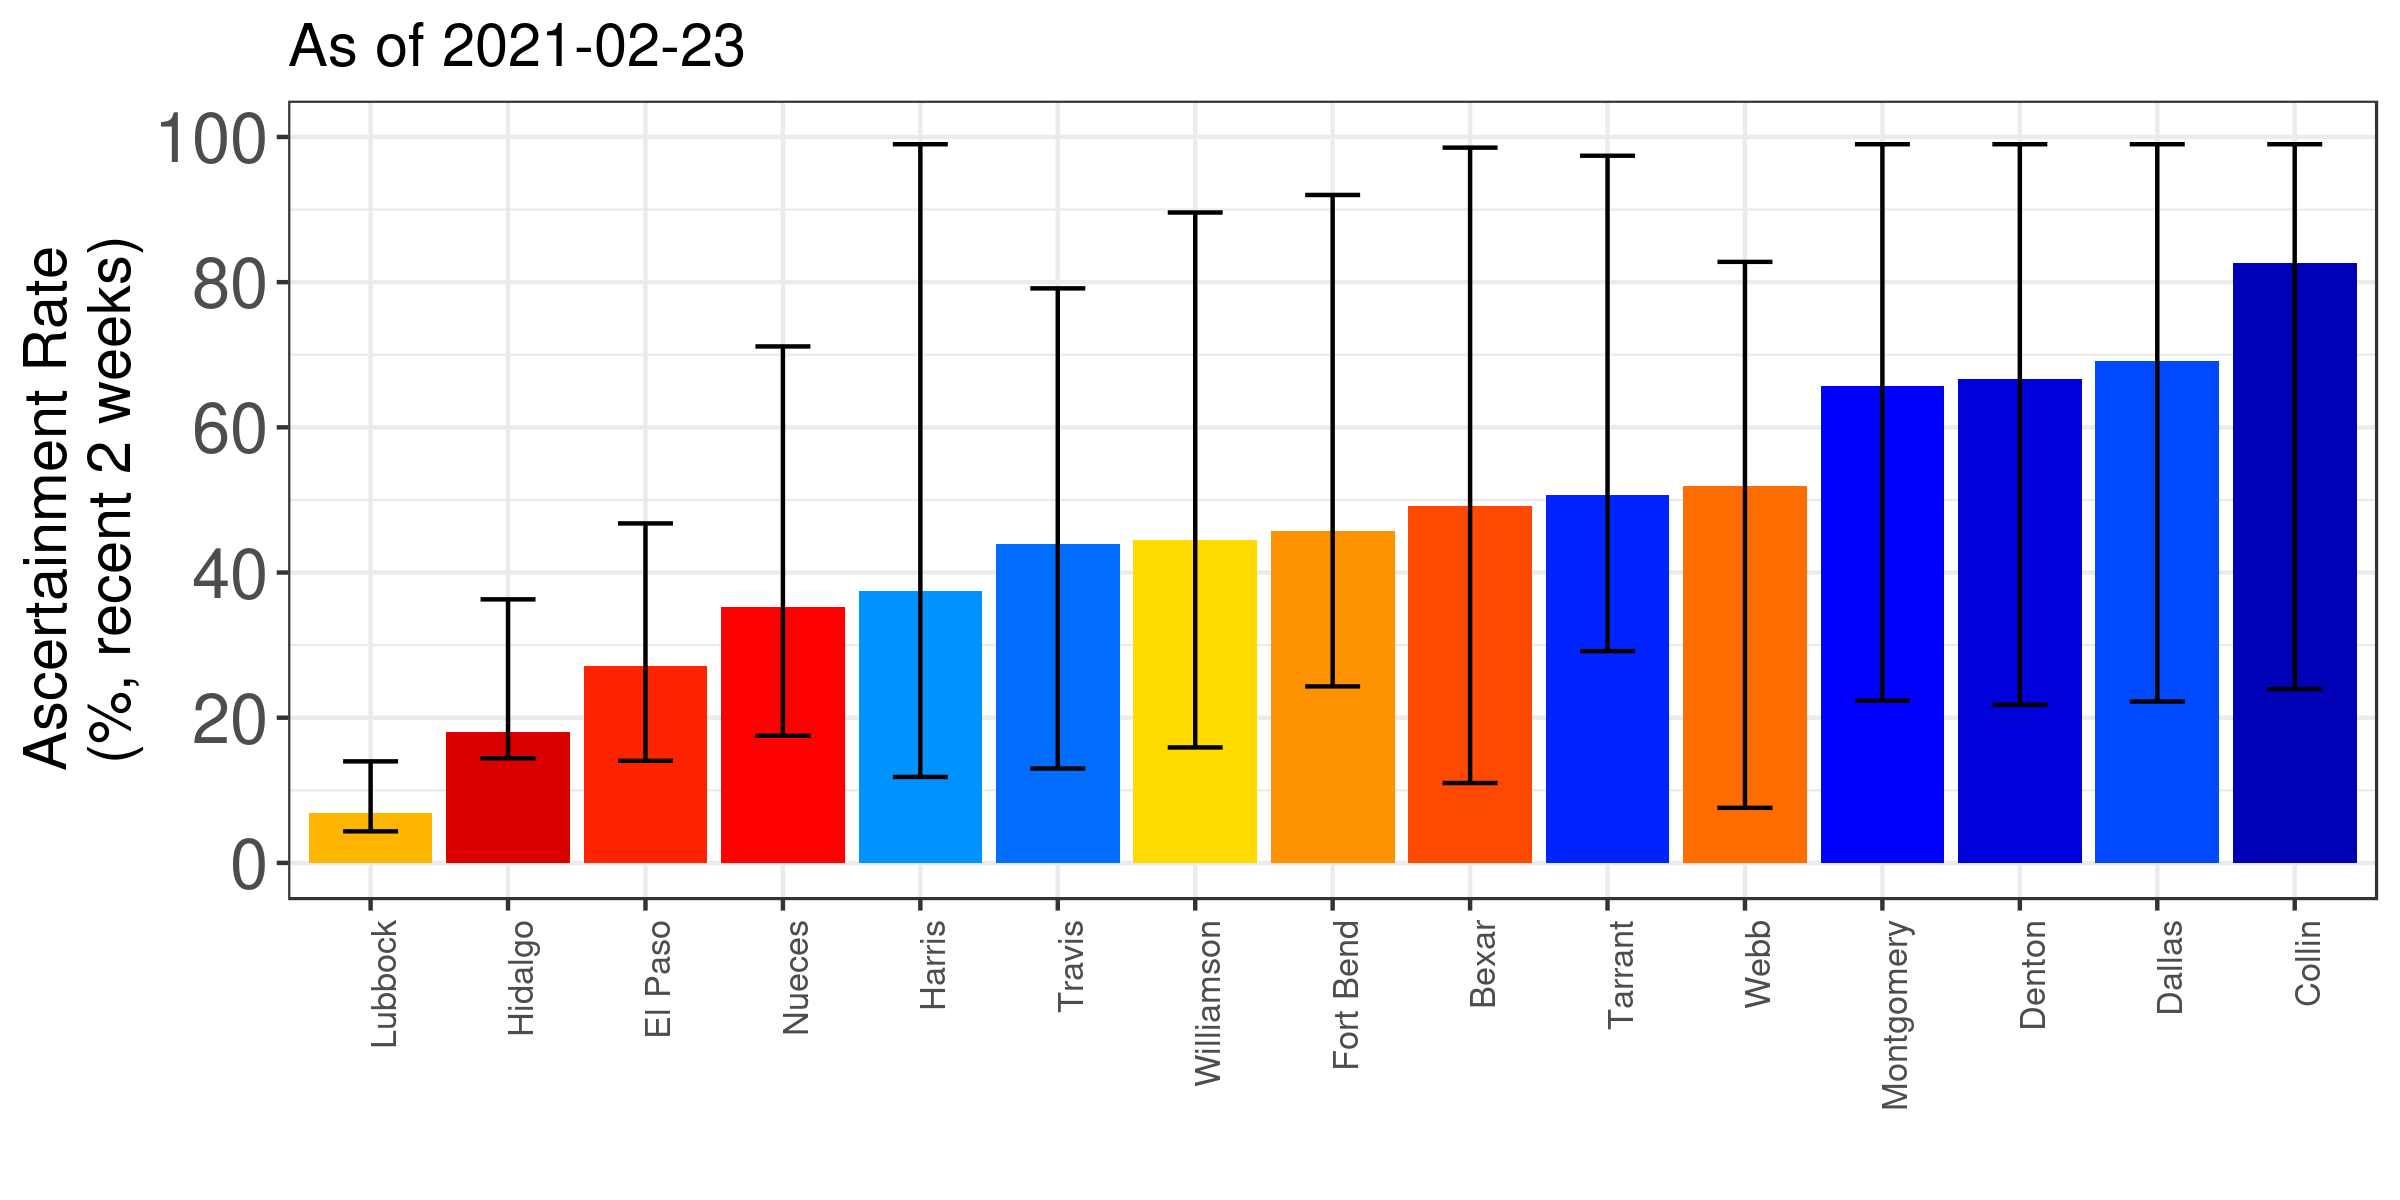 As of 2021-02-23
Ascertainment Rate
(%, recent 2 weeks)
100
80
60
40
20
0
Lubbock
Hidalgo
El Paso
Nueces
Harris
Travis
Williamson
Fort Bend
Bexar
Tarrant
Webb
Montgomery
Denton
Dallas
Collin